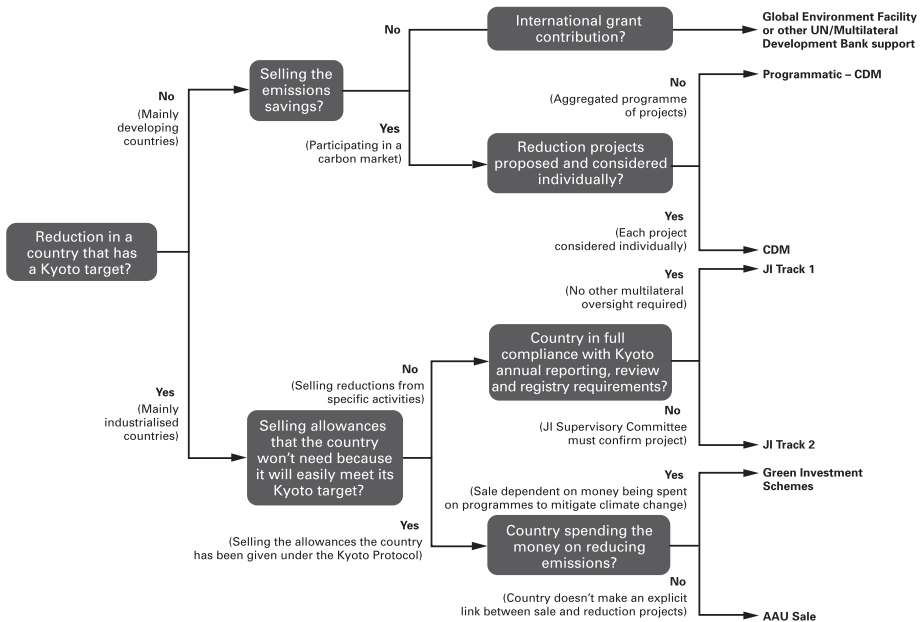 Reduction in a
country that has
a Kyoto target?
No
(Mainly
developing
countries)
Selling the
emissions
savings?
No
International grant
contribution?
Global Environment Facility
or other UN/Multilateral
Development Bank support
Yes
(Participating in a
carbon market)
Reduction projects
proposed and considered
individually?
No
(Aggregated programme
of projects)
Programmatic – CDM
Yes
(Each project
considered individually)
CDM
Yes
(Mainly
industrialised
countries)
Selling allowances
that the country
won't need because
it will easily meet its
Kyoto target?
No
(Selling reductions from
specific activities)
Country in full
compliance with Kyoto
annual reporting, review
and registry requirements?
Yes
(No other multilateral
oversight required)
JI Track 1
No
(JI Supervisory Committee
must confirm project)
JI Track 2
Yes
(Selling the allowances the country
has been given under the Kyoto Protocol)
Country spending the
money on reducing
emissions?
Yes
(Sale dependent on money being spent
on programmes to mitigate climate change)
Green Investment
Schemes
No
(Country doesn't make an explicit
link between sale and reduction projects)
AAU Sale